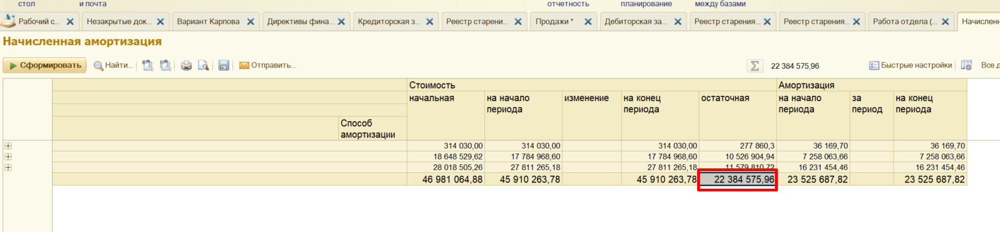 стол и почта отчетность планирование между базами
Рабочий с... Незакрытые док... Вариант Карпова Директивы фина... Кредиторская з... Реестр старени... Продажи * Дебиторская за... Реестр старения... Реестр старения... Работа отдела (... Начислен
Начисленная амортизация
Сформировать Найти... Отправить... Σ 22 384 575,96 Быстрые настройки Все д
Стоимость Амортизация
начальная на начало изменение на конец остаточная на начало за на конец
периода периода периода период периода
Способ
амортизации
314 030,00 314 030,00 314 030,00 277 860,3 36 169,70 36 169,70
18 648 529,62 17 784 968,60 17 784 968,60 10 526 904,94 7 258 063,66 7 258 063,66
28 018 505,26 27 811 265,18 27 811 265,18 11 579 810,72 16 231 454,46 16 231 454,46
46 981 064,88 45 910 263,78 45 910 263,78 22 384 575,96 23 525 687,82 23 525 687,82